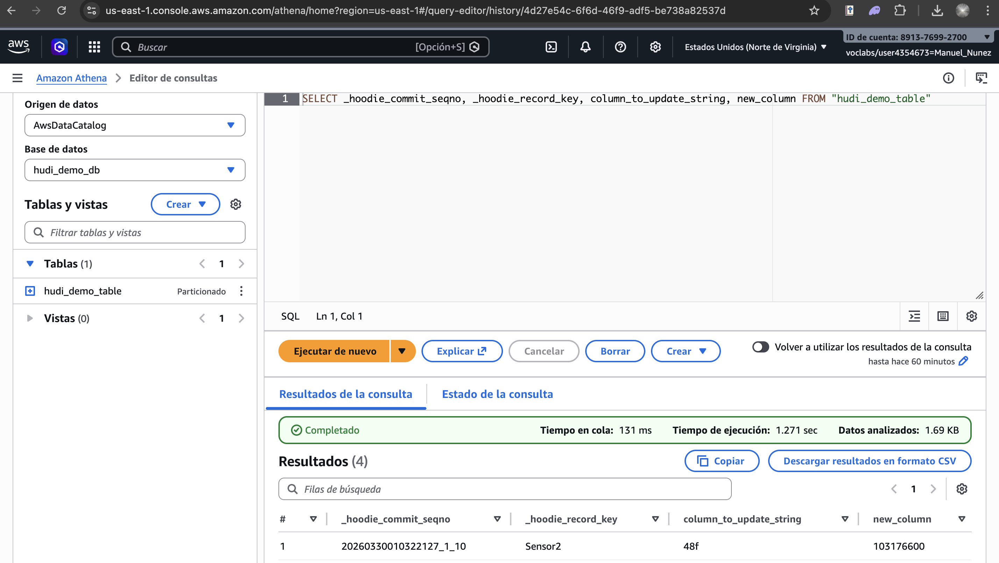 us-east-1.console.aws.amazon.com/athena/home?region=us-east-1#/query-editor/history/4d27e54c-6f6d-46f9-adf5-be738a82537d
aws
Buscar
[Opción+S]
Estados Unidos (Norte de Virginia)
ID de cuenta: 8913-7699-2700
voclabs/user4354673=Manuel_Nunez
Amazon Athena
Editor de consultas
Origen de datos
AwsDataCatalog
Base de datos
hudi_demo_db
Tablas y vistas
Crear
Filtrar tablas y vistas
Tablas (1)
1
hudi_demo_table
Particionado
Vistas (0)
1
1 SELECT _hoodie_commit_seqno, _hoodie_record_key, column_to_update_string, new_column FROM "hudi_demo_table"
SQL
Ln 1, Col 1
Ejecutar de nuevo
Explicar
Cancelar
Borrar
Crear
Volver a utilizar los resultados de la consulta
hasta hace 60 minutos
Resultados de la consulta
Estado de la consulta
Completado
Tiempo en cola: 131 ms
Tiempo de ejecución: 1.271 sec
Datos analizados: 1.69 KB
Resultados (4)
Copiar
Descargar resultados en formato CSV
Filas de búsqueda
1
# _hoodie_commit_seqno _hoodie_record_key column_to_update_string new_column
1 20260330010322127_1_10 Sensor2 48f 103176600